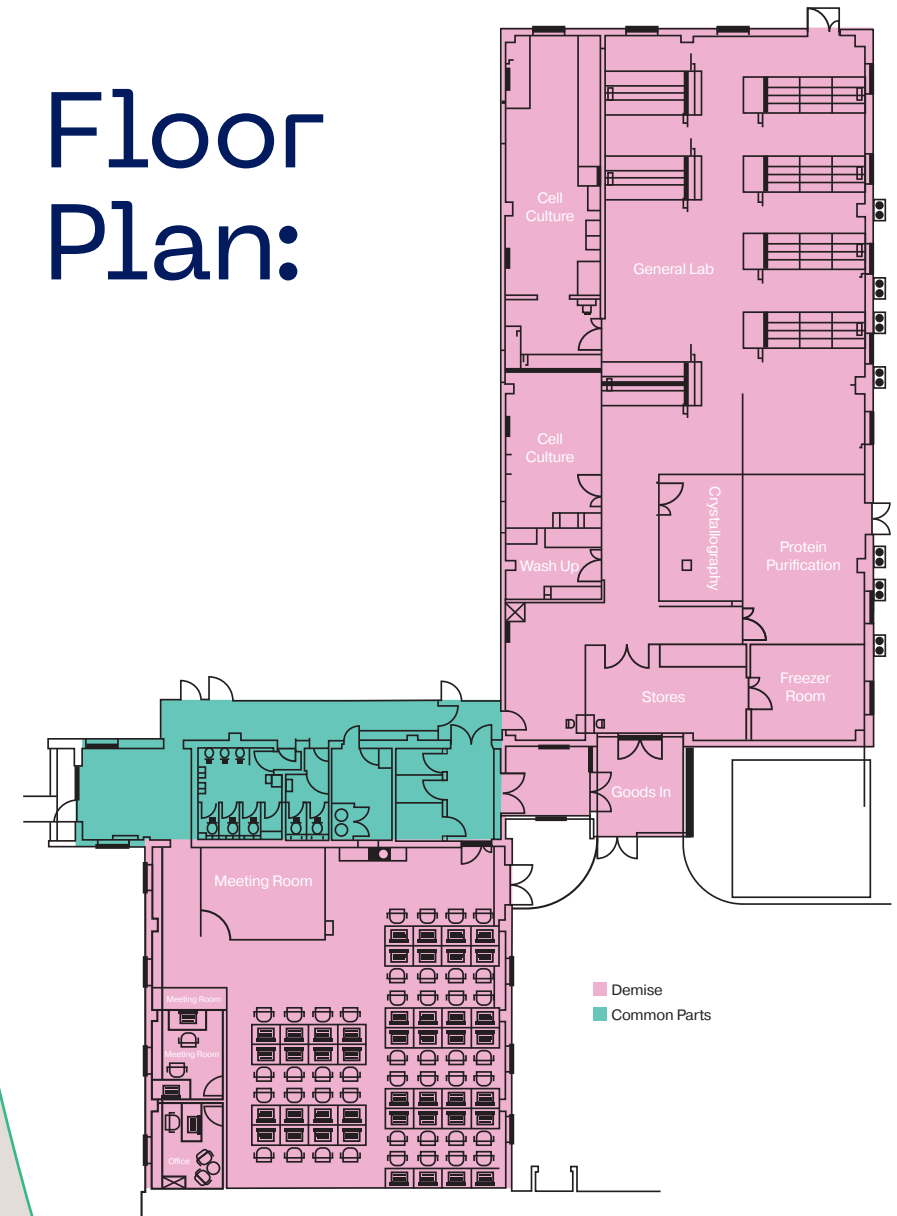 Floor
Plan:
Cell
Culture
General Lab
Cell
Culture
Crystallography
Wash Up
Protein
Purification
Stores
Freezer
Room
Goods In
Meeting Room
Meeting Room
Meeting Room
Office
Demise
Common Parts